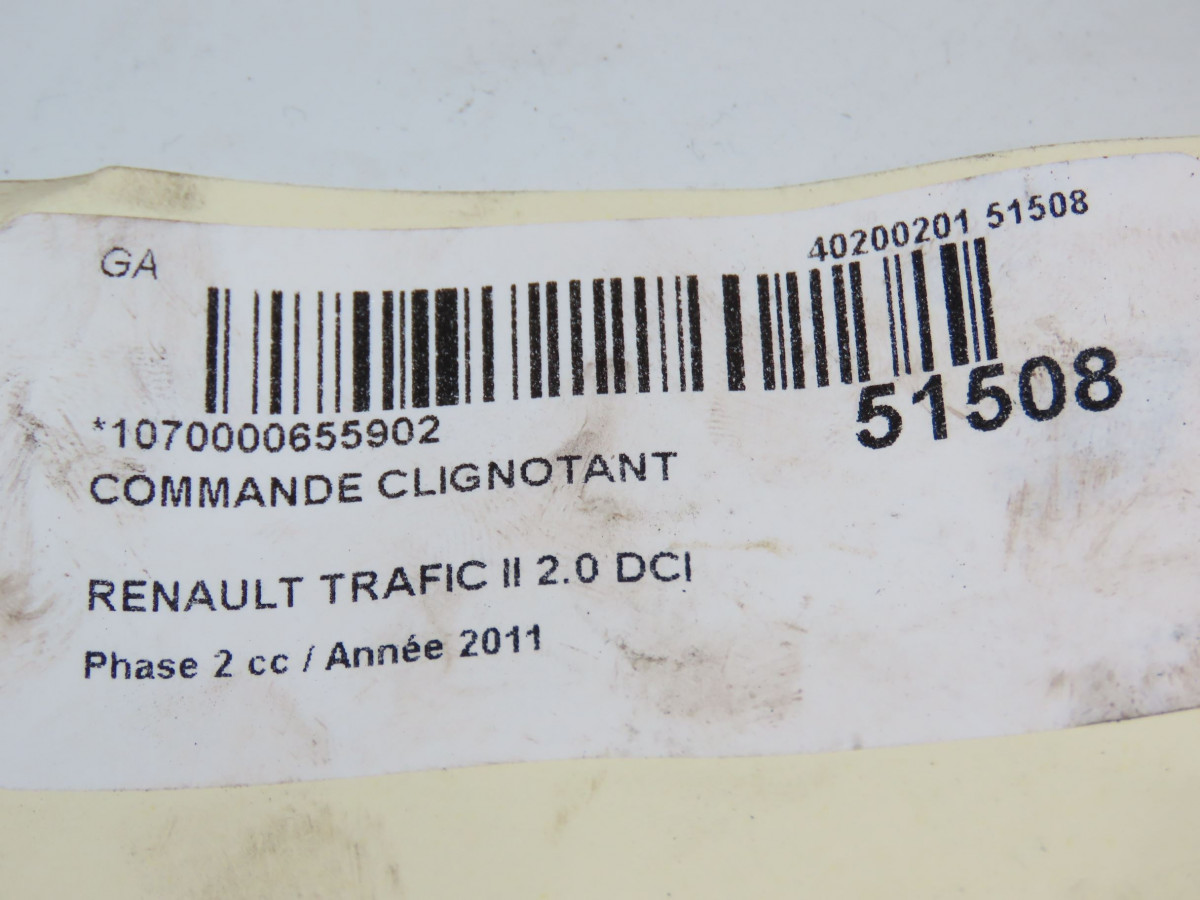 GA
40200201 51508
51508
*1070000655902
COMMANDE CLIGNOTANT
RENAULT TRAFIC II 2.0 DCI
Phase 2 cc / Année 2011